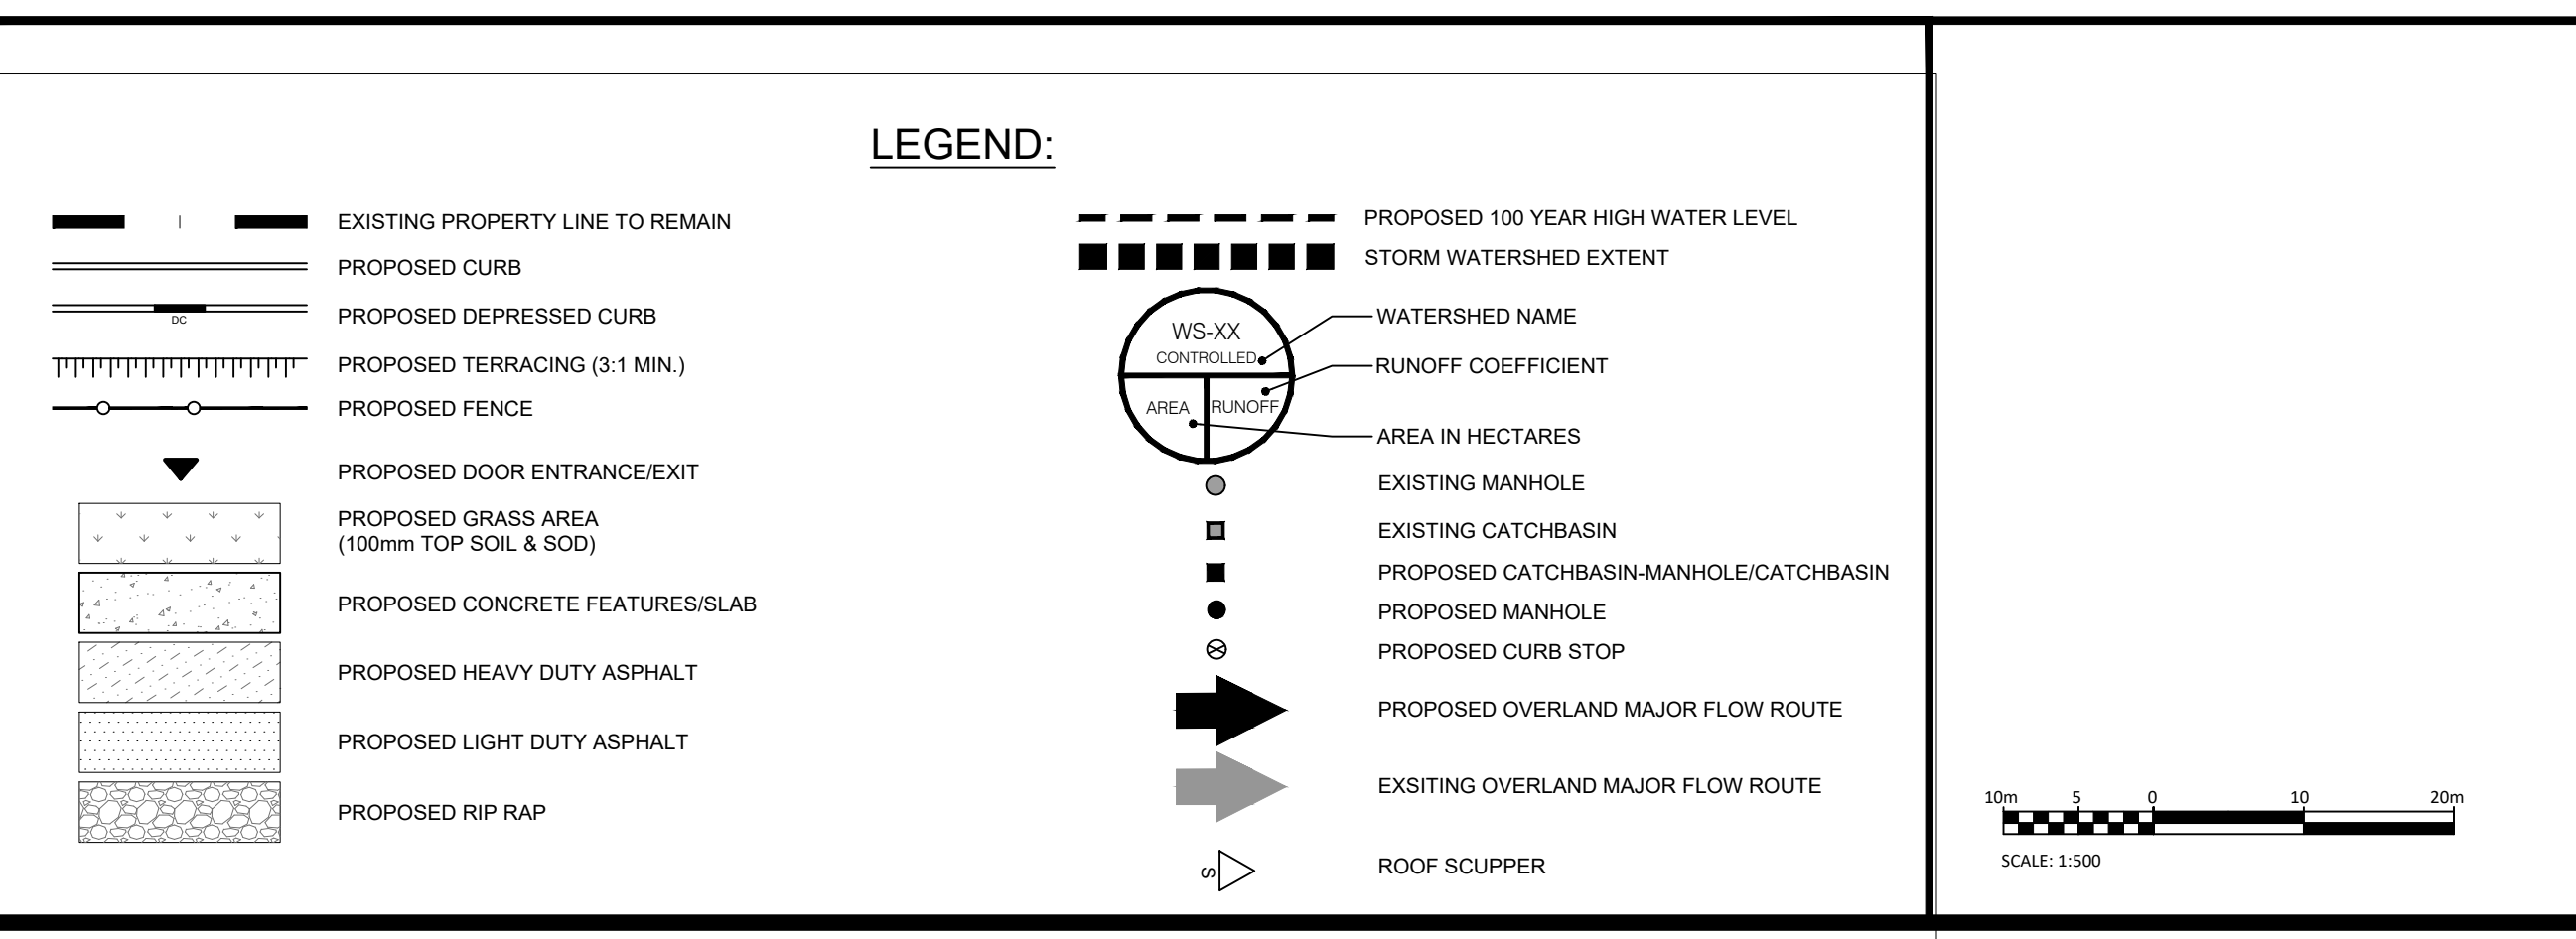 LEGEND:
EXISTING PROPERTY LINE TO REMAIN
PROPOSED CURB
DC
PROPOSED DEPRESSED CURB
PROPOSED TERRACING (3:1 MIN.)
PROPOSED FENCE
PROPOSED DOOR ENTRANCE/EXIT
PROPOSED GRASS AREA
(100mm TOP SOIL & SOD)
PROPOSED CONCRETE FEATURES/SLAB
PROPOSED HEAVY DUTY ASPHALT
PROPOSED LIGHT DUTY ASPHALT
PROPOSED RIP RAP
PROPOSED 100 YEAR HIGH WATER LEVEL
STORM WATERSHED EXTENT
WS-XX
CONTROLLED
AREA
RUNOFF
WATERSHED NAME
RUNOFF COEFFICIENT
AREA IN HECTARES
EXISTING MANHOLE
EXISTING CATCHBASIN
PROPOSED CATCHBASIN-MANHOLE/CATCHBASIN
PROPOSED MANHOLE
PROPOSED CURB STOP
PROPOSED OVERLAND MAJOR FLOW ROUTE
EXSITING OVERLAND MAJOR FLOW ROUTE
S
ROOF SCUPPER
10m 5 0 10 20m
SCALE: 1:500